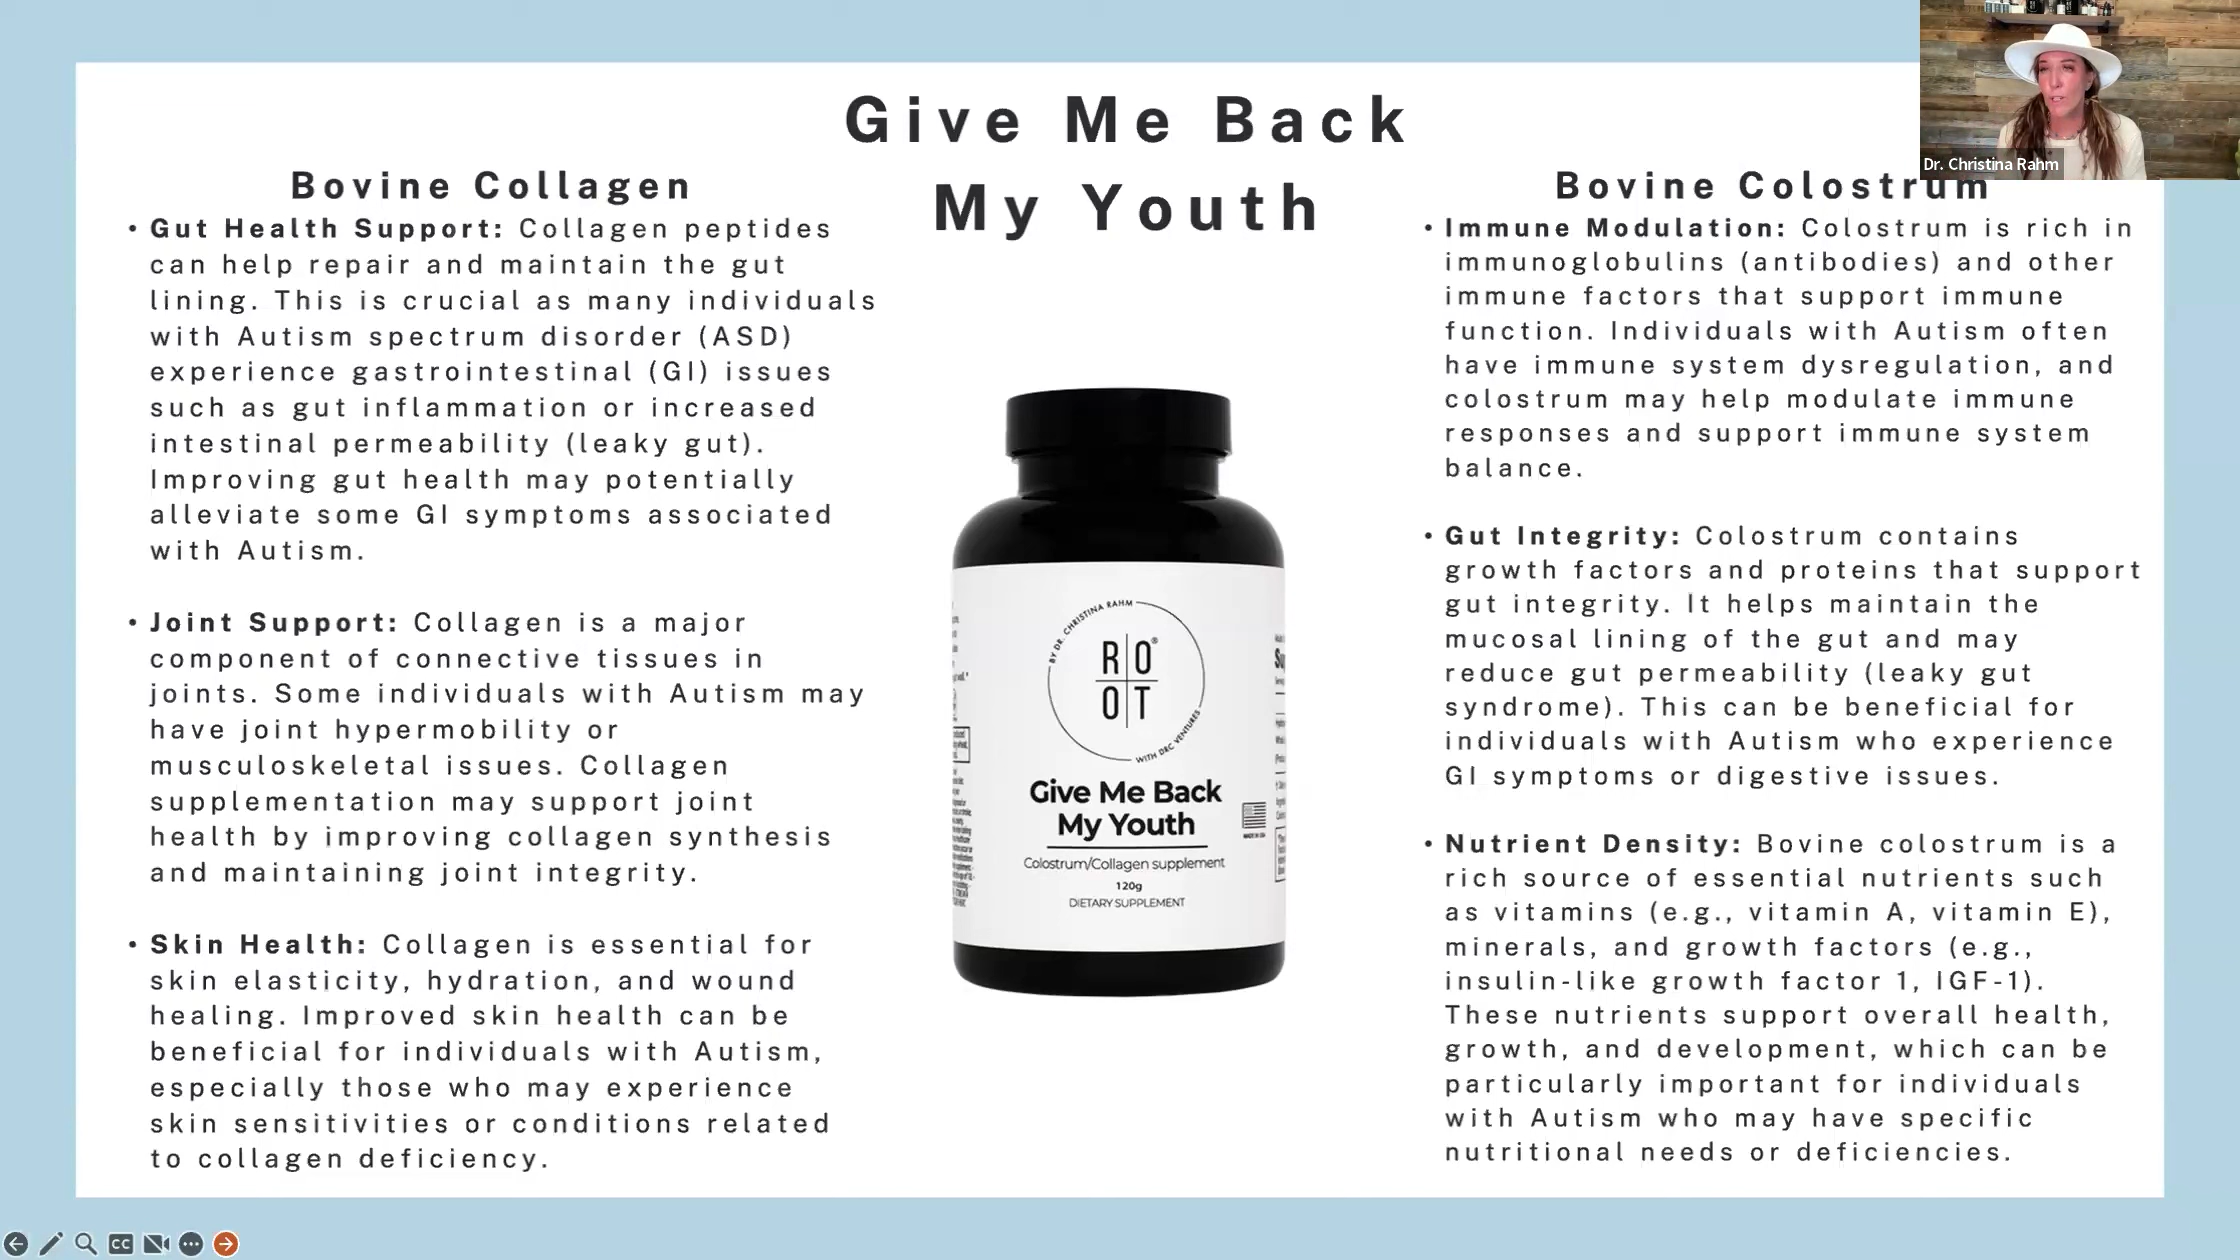 Give Me Back
My Youth
Bovine Collagen
• Gut Health Support: Collagen peptides
can help repair and maintain the gut
lining. This is crucial as many individuals
with Autism spectrum disorder (ASD)
experience gastrointestinal (GI) issues
such as gut inflammation or increased
intestinal permeability (leaky gut).
Improving gut health may potentially
alleviate some GI symptoms associated
with Autism.
• Joint Support: Collagen is a major
component of connective tissues in
joints. Some individuals with Autism may
have joint hypermobility or
musculoskeletal issues. Collagen
supplementation may support joint
health by improving collagen synthesis
and maintaining joint integrity.
• Skin Health: Collagen is essential for
skin elasticity, hydration, and wound
healing. Improved skin health can be
beneficial for individuals with Autism,
especially those who may experience
skin sensitivities or conditions related
to collagen deficiency.
BY DR. CHRISTINA RAHM
RO®
OT
WITH DRC VENTURES
Give Me Back
My Youth
MADE IN USA
Colostrum/Collagen supplement
120g
DIETARY SUPPLEMENT
Dr. Christina Rahm
Bovine Colostrum
• Immune Modulation: Colostrum is rich in
immunoglobulins (antibodies) and other
immune factors that support immune
function. Individuals with Autism often
have immune system dysregulation, and
colostrum may help modulate immune
responses and support immune system
balance.
• Gut Integrity: Colostrum contains
growth factors and proteins that support
gut integrity. It helps maintain the
mucosal lining of the gut and may
reduce gut permeability (leaky gut
syndrome). This can be beneficial for
individuals with Autism who experience
GI symptoms or digestive issues.
• Nutrient Density: Bovine colostrum is a
rich source of essential nutrients such
as vitamins (e.g., vitamin A, vitamin E),
minerals, and growth factors (e.g.,
insulin-like growth factor 1, IGF-1).
These nutrients support overall health,
growth, and development, which can be
particularly important for individuals
with Autism who may have specific
nutritional needs or deficiencies.
CC